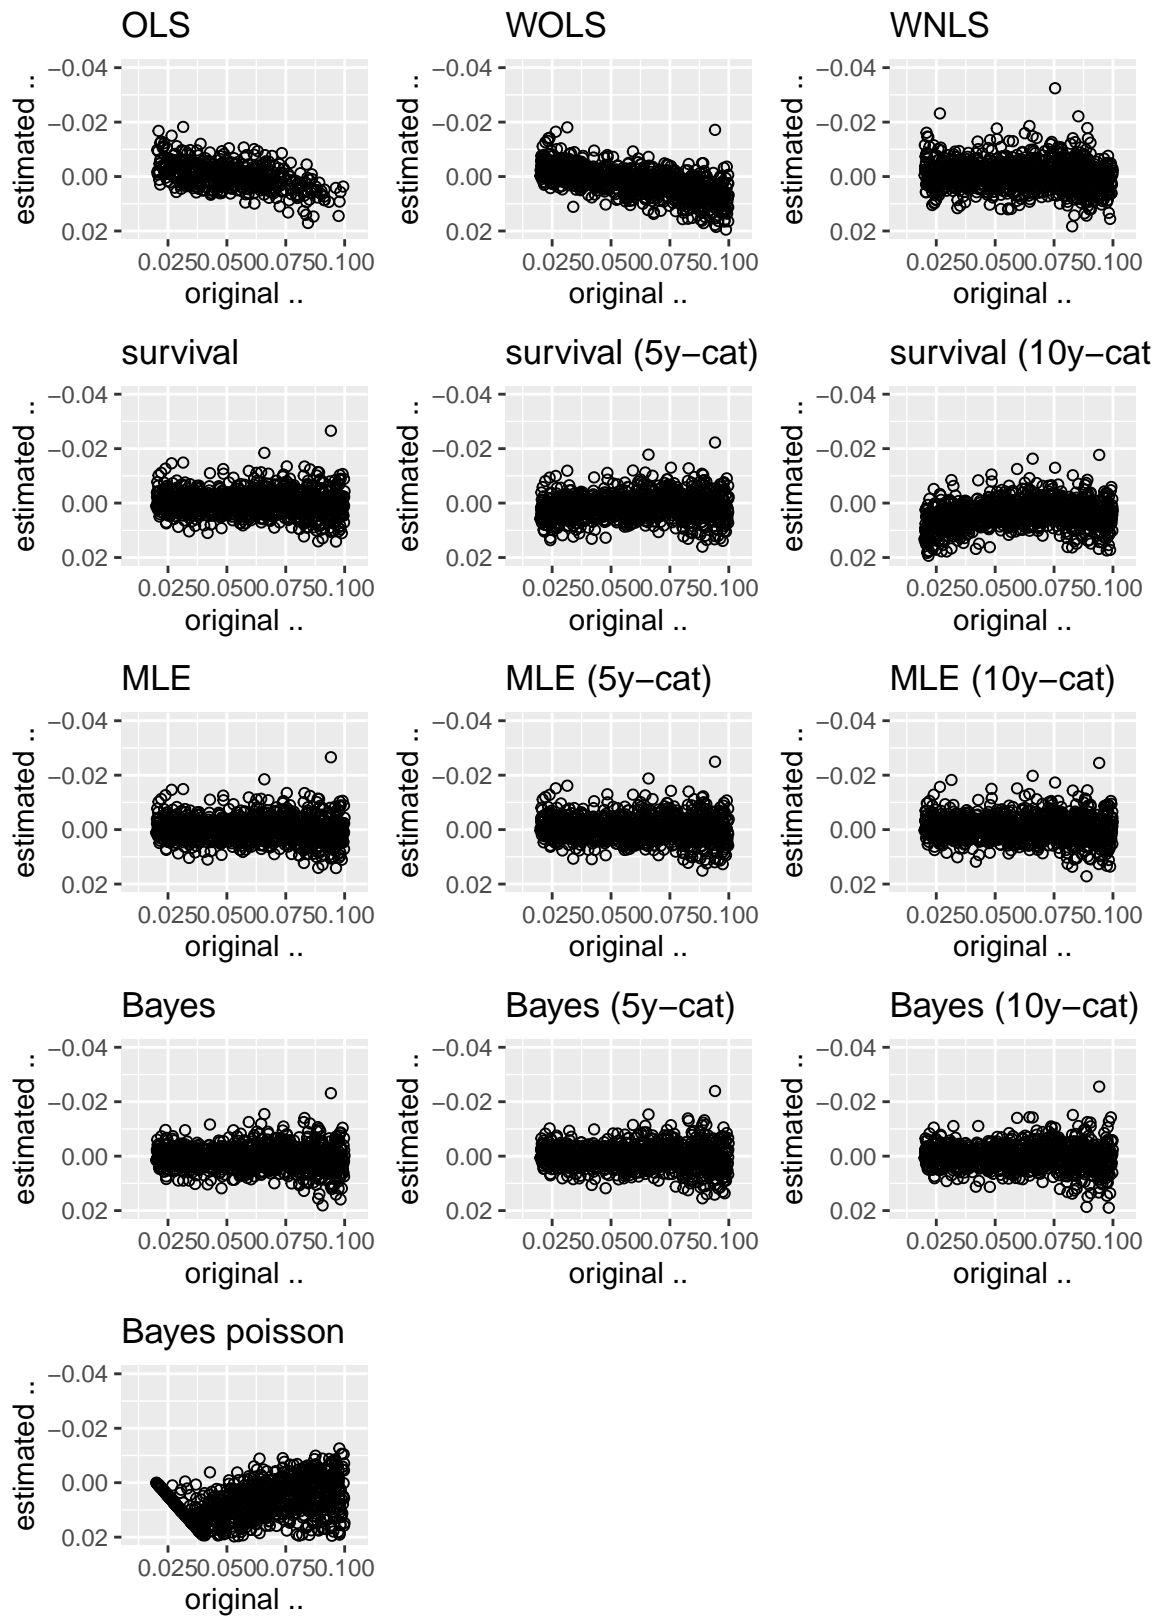 OLS WOLS WNLS
−0.04 −0.04 −0.04
−0.02 −0.02 −0.02
0.00 0.00 0.00
0.02 0.02 0.02
estimated .. estimated .. estimated ..
0.0250.0500.0750.100 0.0250.0500.0750.100 0.0250.0500.0750.100
original .. original .. original ..
survival survival (5y−cat) survival (10y−cat
−0.04 −0.04 −0.04
−0.02 −0.02 −0.02
0.00 0.00 0.00
0.02 0.02 0.02
estimated .. estimated .. estimated ..
0.0250.0500.0750.100 0.0250.0500.0750.100 0.0250.0500.0750.100
original .. original .. original ..
MLE MLE (5y−cat) MLE (10y−cat)
−0.04 −0.04 −0.04
−0.02 −0.02 −0.02
0.00 0.00 0.00
0.02 0.02 0.02
estimated .. estimated .. estimated ..
0.0250.0500.0750.100 0.0250.0500.0750.100 0.0250.0500.0750.100
original .. original .. original ..
Bayes Bayes (5y−cat) Bayes (10y−cat)
−0.04 −0.04 −0.04
−0.02 −0.02 −0.02
0.00 0.00 0.00
0.02 0.02 0.02
estimated .. estimated .. estimated ..
0.0250.0500.0750.100 0.0250.0500.0750.100 0.0250.0500.0750.100
original .. original .. original ..
Bayes poisson
−0.04
−0.02
0.00
0.02
estimated ..
0.0250.0500.0750.100
original ..